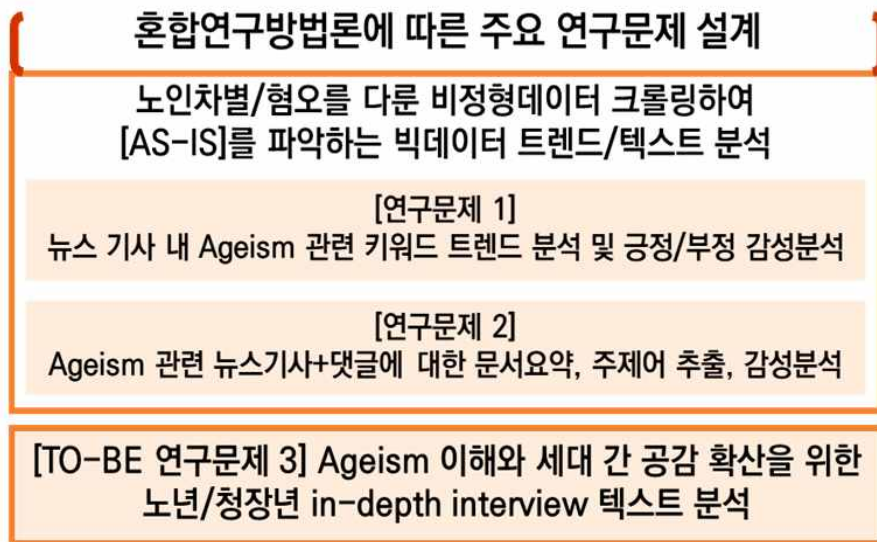 혼합연구방법론에 따른 주요 연구문제 설계
노인차별/혐오를 다룬 비정형데이터 크롤링하여
[AS-IS]를 파악하는 빅데이터 트렌드/텍스트 분석
[연구문제 1]
뉴스 기사 내 Ageism 관련 키워드 트렌드 분석 및 긍정/부정 감성분석
[연구문제 2]
Ageism 관련 뉴스기사+댓글에 대한 문서요약, 주제어 추출, 감성분석
[TO-BE 연구문제 3] Ageism 이해와 세대 간 공감 확산을 위한
노년/청장년 in-depth interview 텍스트 분석